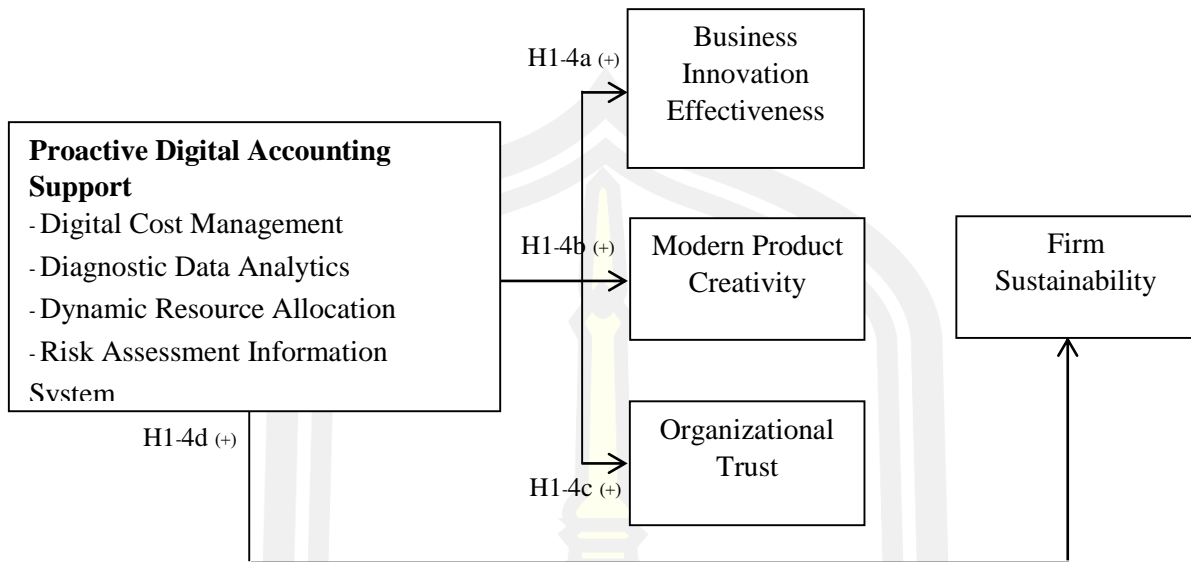 H1-4a (+)
Business
Innovation
Effectiveness
Proactive Digital Accounting
Support
- Digital Cost Management
- Diagnostic Data Analytics
- Dynamic Resource Allocation
- Risk Assessment Information
System
H1-4b (+)
Modern Product
Creativity
Firm
Sustainability
H1-4d (+)
Organizational
Trust
H1-4c (+)